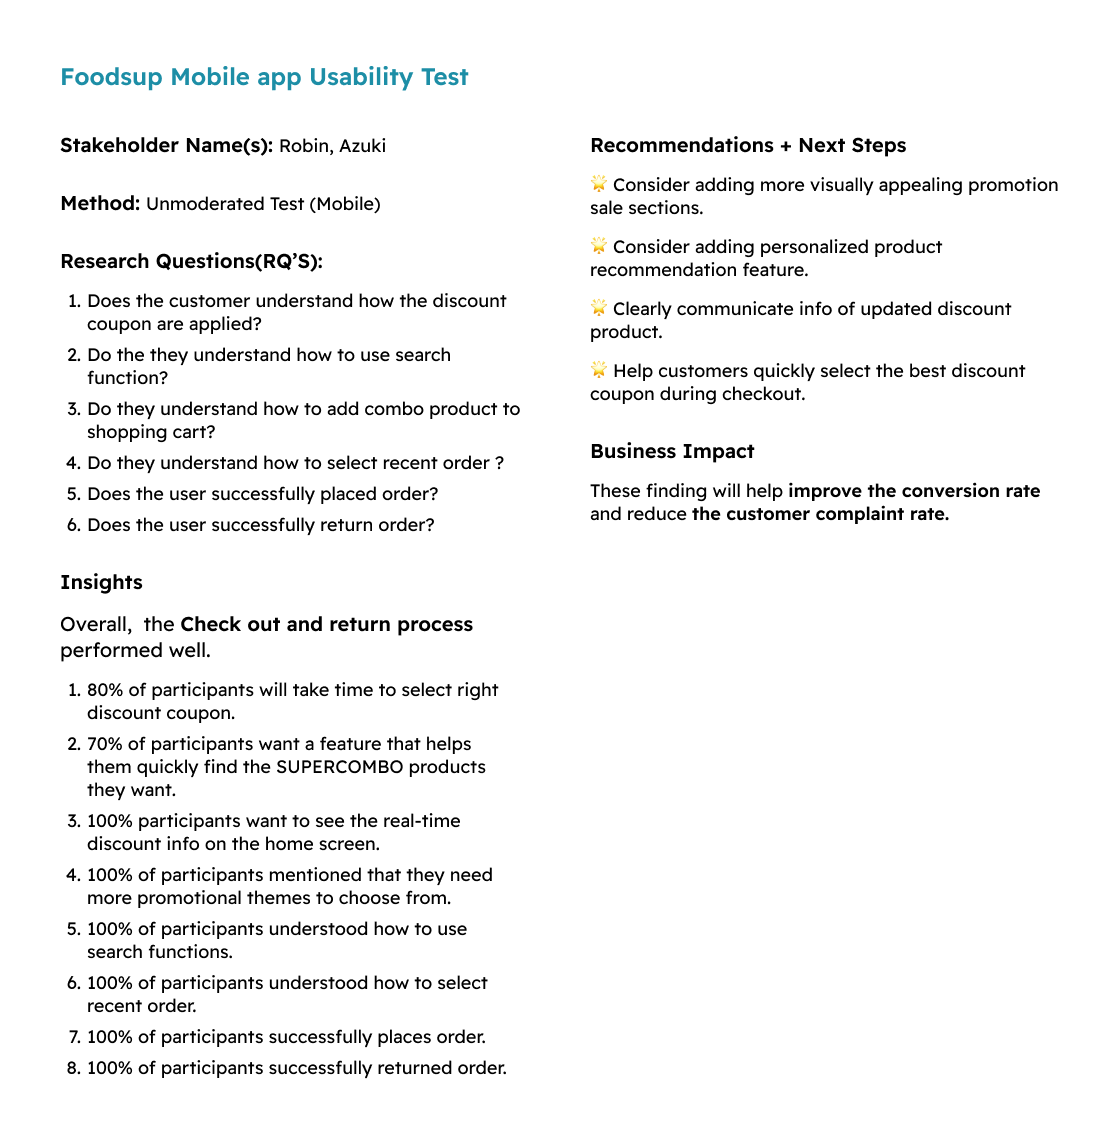 Foodsup Mobile app Usability Test
Stakeholder Name(s): Robin, Azuki
Method: Unmoderated Test (Mobile)
Research Questions(RQ’S):
1. Does the customer understand how the discount
coupon are applied?
2. Do the they understand how to use search
function?
3. Do they understand how to add combo product to
shopping cart?
4. Do they understand how to select recent order ?
5. Does the user successfully placed order?
6. Does the user successfully return order?
Insights
Overall,  the Check out and return process
performed well.
1. 80% of participants will take time to select right
discount coupon.
2. 70% of participants want a feature that helps
them quickly find the SUPERCOMBO products
they want.
3. 100% participants want to see the real-time
discount info on the home screen.
4. 100% of participants mentioned that they need
more promotional themes to choose from.
5. 100% of participants understood how to use
search functions.
6. 100% of participants understood how to select
recent order.
7. 100% of participants successfully places order.
8. 100% of participants successfully returned order.
Recommendations + Next Steps
🌟 Consider adding more visually appealing promotion
sale sections.
🌟 Consider adding personalized product
recommendation feature.
🌟 Clearly communicate info of updated discount
product.
🌟 Help customers quickly select the best discount
coupon during checkout.
Business Impact
These finding will help improve the conversion rate
and reduce the customer complaint rate.